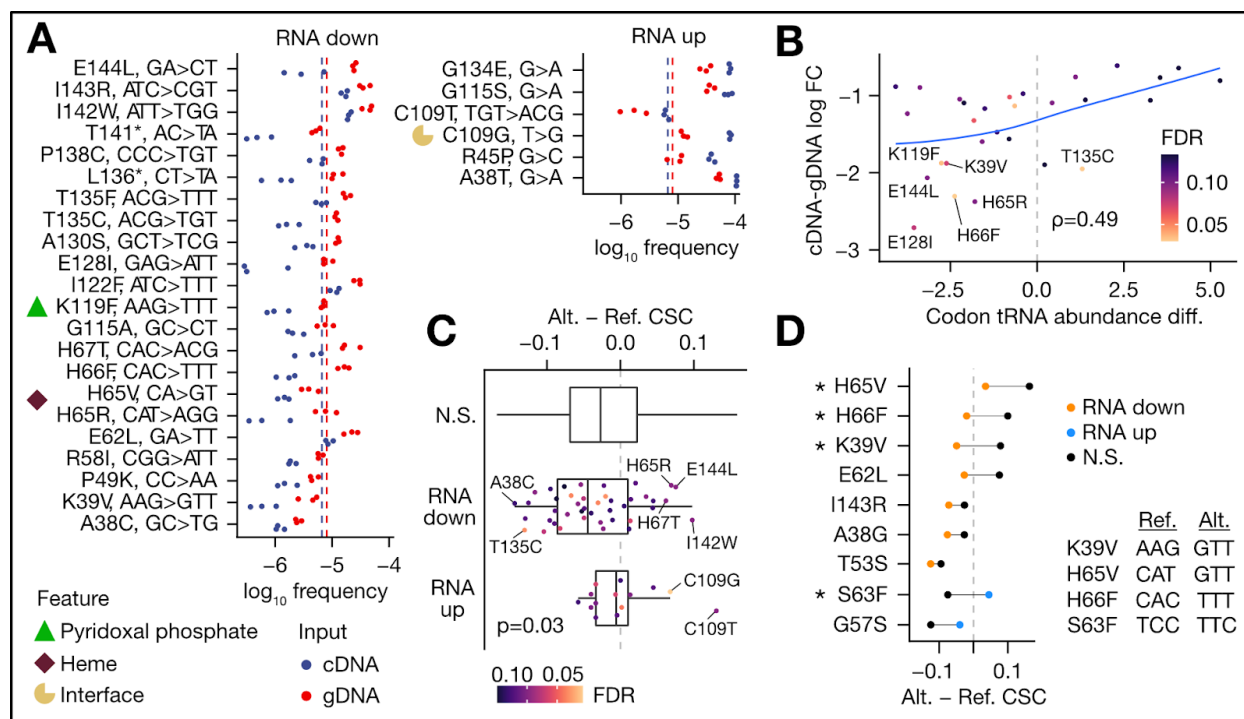 A
RNA down
E144L, GA>CT
I143R, ATC>CGT
I142W, ATT>TGG
T141*, AC>TA
P138C, CCC>TGT
L136*, CT>TA
T135F, ACG>TTT
T135C, ACG>TGT
A130S, GCT>TCG
E128I, GAG>ATT
I122F, ATC>TTT
K119F, AAG>TTT
G115A, GC>CT
H67T, CAC>ACG
H66F, CAC>TTT
H65V, CA>GT
H65R, CAT>AGG
E62L, GA>TT
R58I, CGG>ATT
P49K, CC>AA
K39V, AAG>GTT
A38C, GC>TG
−6 −5 −4
log10 frequency
Feature
Pyridoxal phosphate
Heme
Interface
Input
cDNA
gDNA
RNA up
G134E, G>A
G115S, G>A
C109T, TGT>ACG
C109G, T>G
R45P, G>C
A38T, G>A
−6 −5 −4
log10 frequency
B
cDNA-gDNA log FC
−1
−2
−3
K119F
K39V
T135C
E144L
H65R
H66F
E128I
ρ=0.49
FDR
0.10
0.05
−2.5 0.0 2.5 5.0
Codon tRNA abundance diff.
C
Alt. − Ref. CSC
−0.1 0.0 0.1
N.S.
RNA
down
A38C
H65R
E144L
H67T
T135C
I142W
RNA
up
C109G
C109T
p=0.03
0.10 0.05
FDR
D
* H65V
* H66F
* K39V
E62L
I143R
A38G
T53S
* S63F
G57S
−0.1 0.1
Alt. − Ref. CSC
RNA down
RNA up
N.S.
Ref. Alt.
K39V AAG GTT
H65V CAT GTT
H66F CAC TTT
S63F TCC TTC